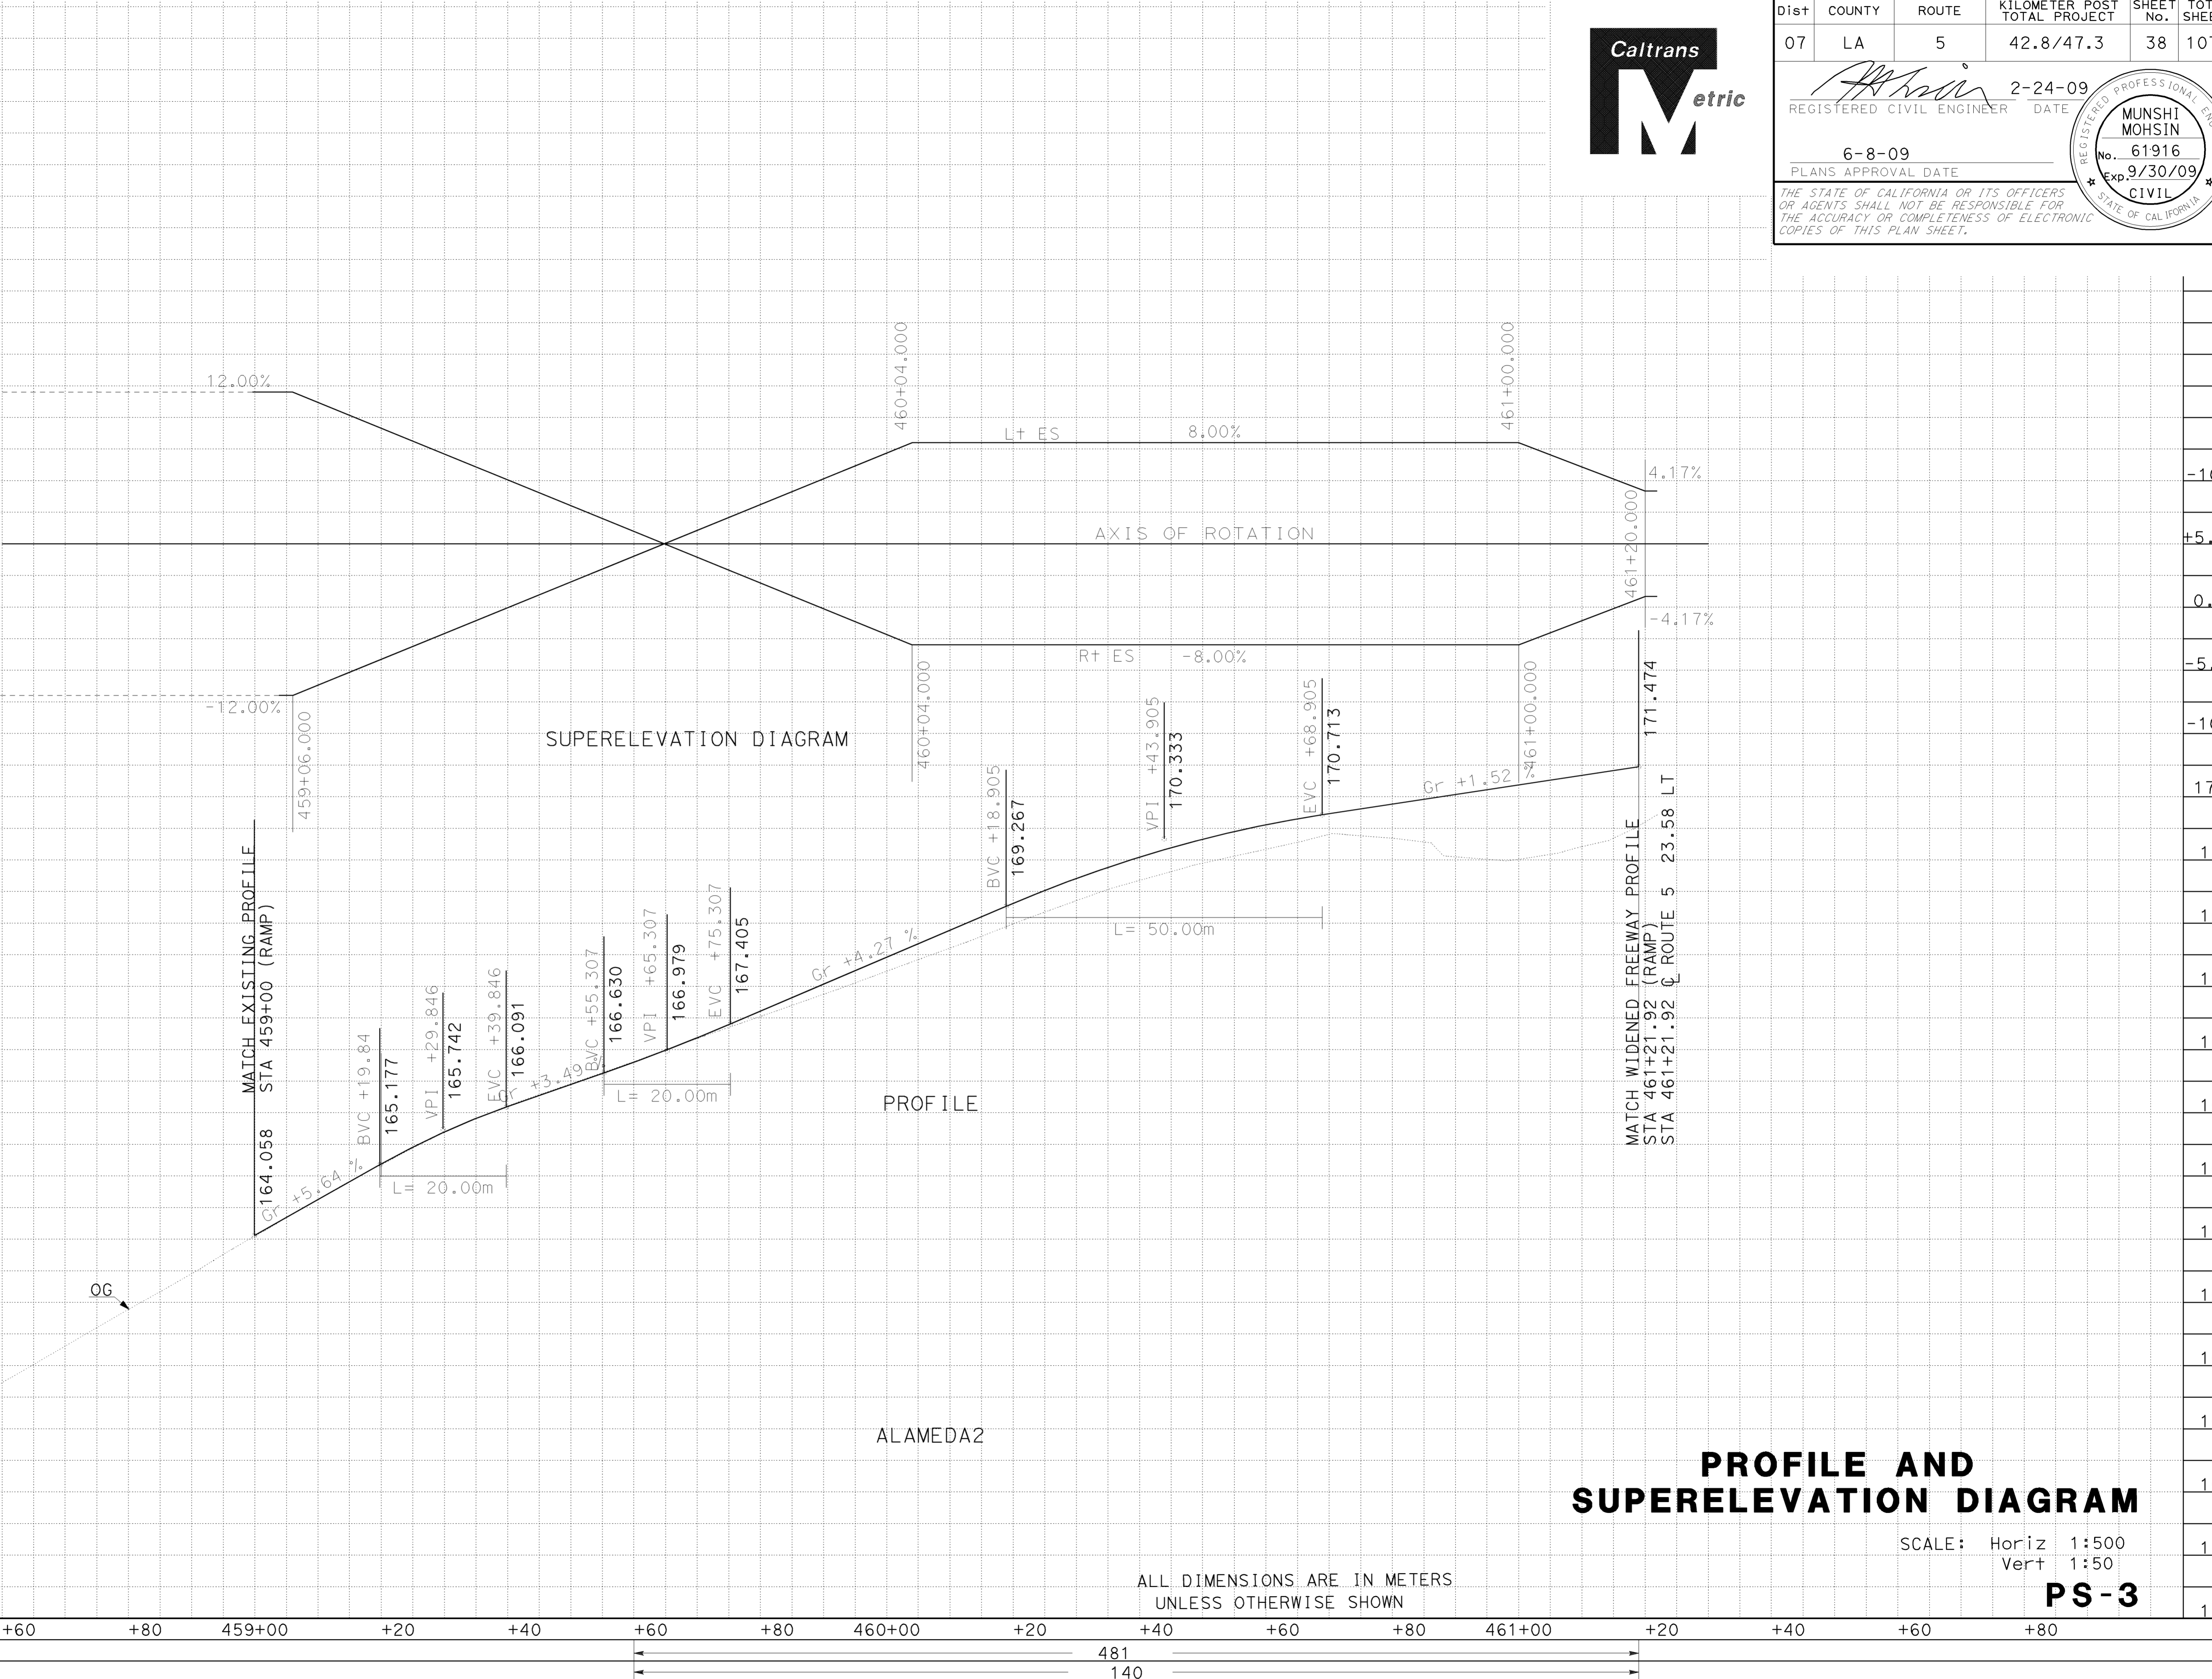 Dist COUNTY ROUTE KILOMETER POST TOTAL PROJECT SHEET No.
07 LA 5 42.8/47.3 38
2-24-09
REGISTERED CIVIL ENGINEER DATE
6-8-09
PLANS APPROVAL DATE
THE STATE OF CALIFORNIA OR ITS OFFICERS
OR AGENTS SHALL NOT BE RESPONSIBLE FOR
THE ACCURACY OR COMPLETENESS OF ELECTRONIC
COPIES OF THIS PLAN SHEET.
REGISTERED PROFESSIONAL
MUNSHI
MOHSIN
No. 61916
Exp. 9/30/09
CIVIL
STATE OF CALIFORNIA
Caltrans
Metric
12.00%
460+04.000
461+00.000
Lt ES 8.00%
4.17%
AXIS OF ROTATION
461+20.000
-4.17%
Rt ES -8.00%
-12.00%
459+06.000
460+04.000
461+00.000
SUPERELEVATION DIAGRAM
MATCH EXISTING PROFILE
164.058 STA 459+00 (RAMP)
Gr +5.64 %
BVC +19.84
165.177
VPI +29.846
165.742
EVC +39.846
166.091
L= 20.00m
Gr +3.49 %
BVC +55.307
166.630
VPI +65.307
166.979
EVC +75.307
167.405
L= 20.00m
Gr +4.27 %
BVC +18.905
169.267
VPI +43.905
170.333
EVC +68.905
170.713
L= 50.00m
Gr +1.52 %
171.474
MATCH WIDENED FREEWAY PROFILE
STA 461+21.92 (RAMP)
STA 461+21.92 ℄ ROUTE 5 23.58 LT
PROFILE
OG
ALAMEDA2
PROFILE AND
SUPERELEVATION DIAGRAM
SCALE: Horiz 1:500
Vert 1:50
PS-3
ALL DIMENSIONS ARE IN METERS
UNLESS OTHERWISE SHOWN
+60 +80 459+00 +20 +40 +60 +80 460+00 +20 +40 +60 +80 461+00 +20 +40 +60 +80
481
140